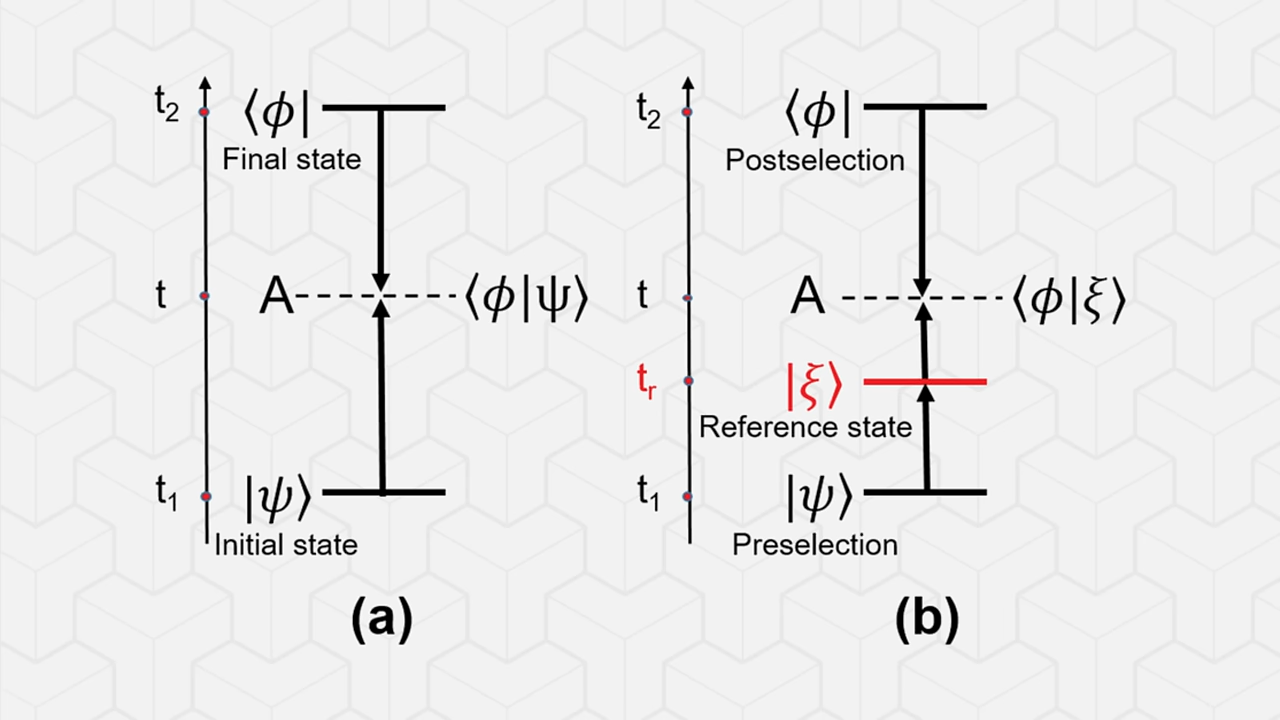 t₂ ⟨ϕ|
Final state
t A ⟨ϕ|ψ⟩
t₁ |ψ⟩
Initial state
(a)
t₂ ⟨ϕ|
Postselection
t A ⟨ϕ|ξ⟩
tᵣ |ξ⟩
Reference state
t₁ |ψ⟩
Preselection
(b)